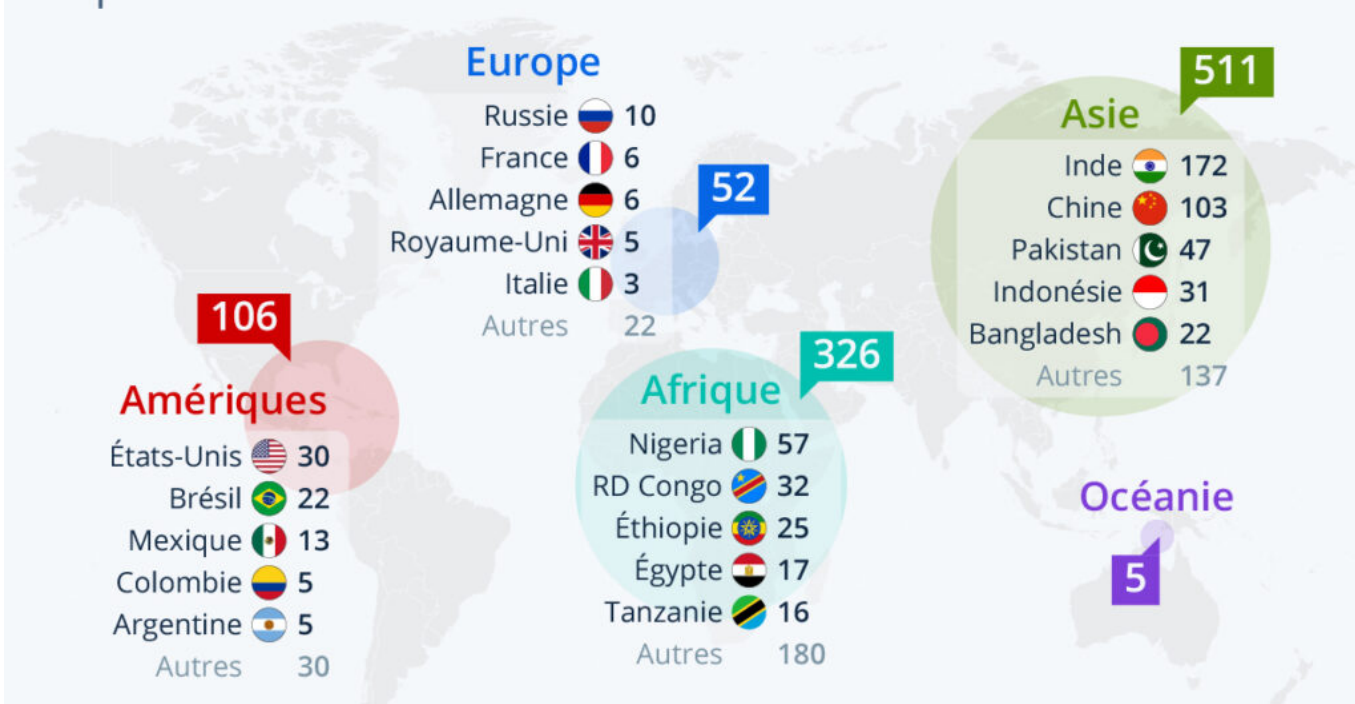 Europe
Russie 10
France 6
Allemagne 6
Royaume-Uni 5
Italie 3
Autres 22
52
511
Asie
Inde 172
Chine 103
Pakistan 47
Indonésie 31
Bangladesh 22
Autres 137
106
Amériques
États-Unis 30
Brésil 22
Mexique 13
Colombie 5
Argentine 5
Autres 30
326
Afrique
Nigeria 57
RD Congo 32
Éthiopie 25
Égypte 17
Tanzanie 16
Autres 180
Océanie
5